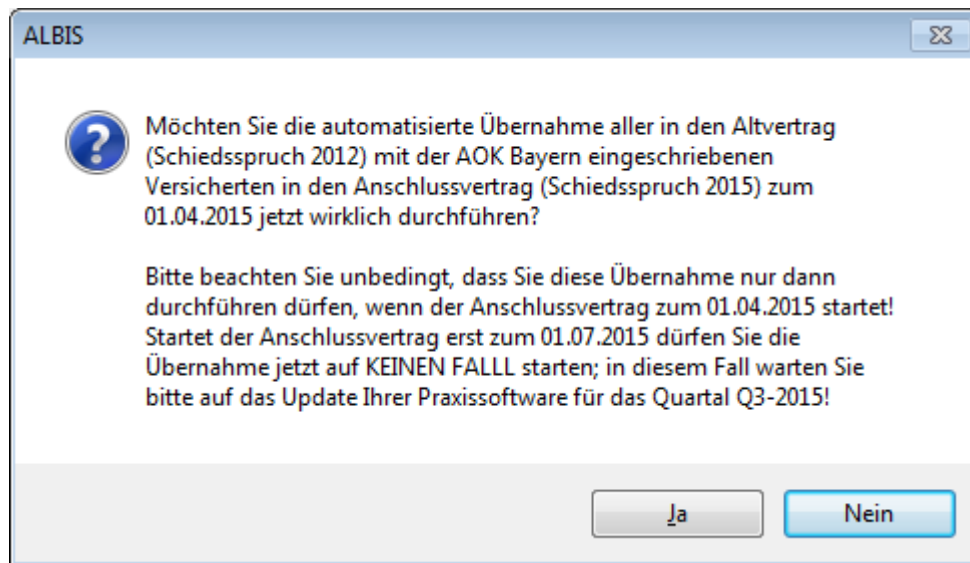 ALBIS
Möchten Sie die automatisierte Übernahme aller in den Altvertrag
(Schiedsspruch 2012) mit der AOK Bayern eingeschriebenen
Versicherten in den Anschlussvertrag (Schiedsspruch 2015) zum
01.04.2015 jetzt wirklich durchführen?
Bitte beachten Sie unbedingt, dass Sie diese Übernahme nur dann
durchführen dürfen, wenn der Anschlussvertrag zum 01.04.2015 startet!
Startet der Anschlussvertrag erst zum 01.07.2015 dürfen Sie die
Übernahme jetzt auf KEINEN FALLL starten; in diesem Fall warten Sie
bitte auf das Update Ihrer Praxissoftware für das Quartal Q3-2015!
Ja
Nein